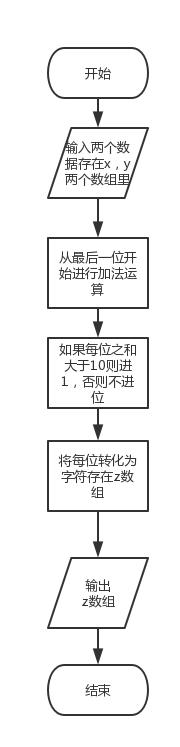 开始
输入两个数
据存在x，y
两个数组里
从最后一位开
始进行加法运
算
如果每位之和
大于10则进
1，否则不进
位
将每位转化为
字符存在z数
组
输出
z数组
结束